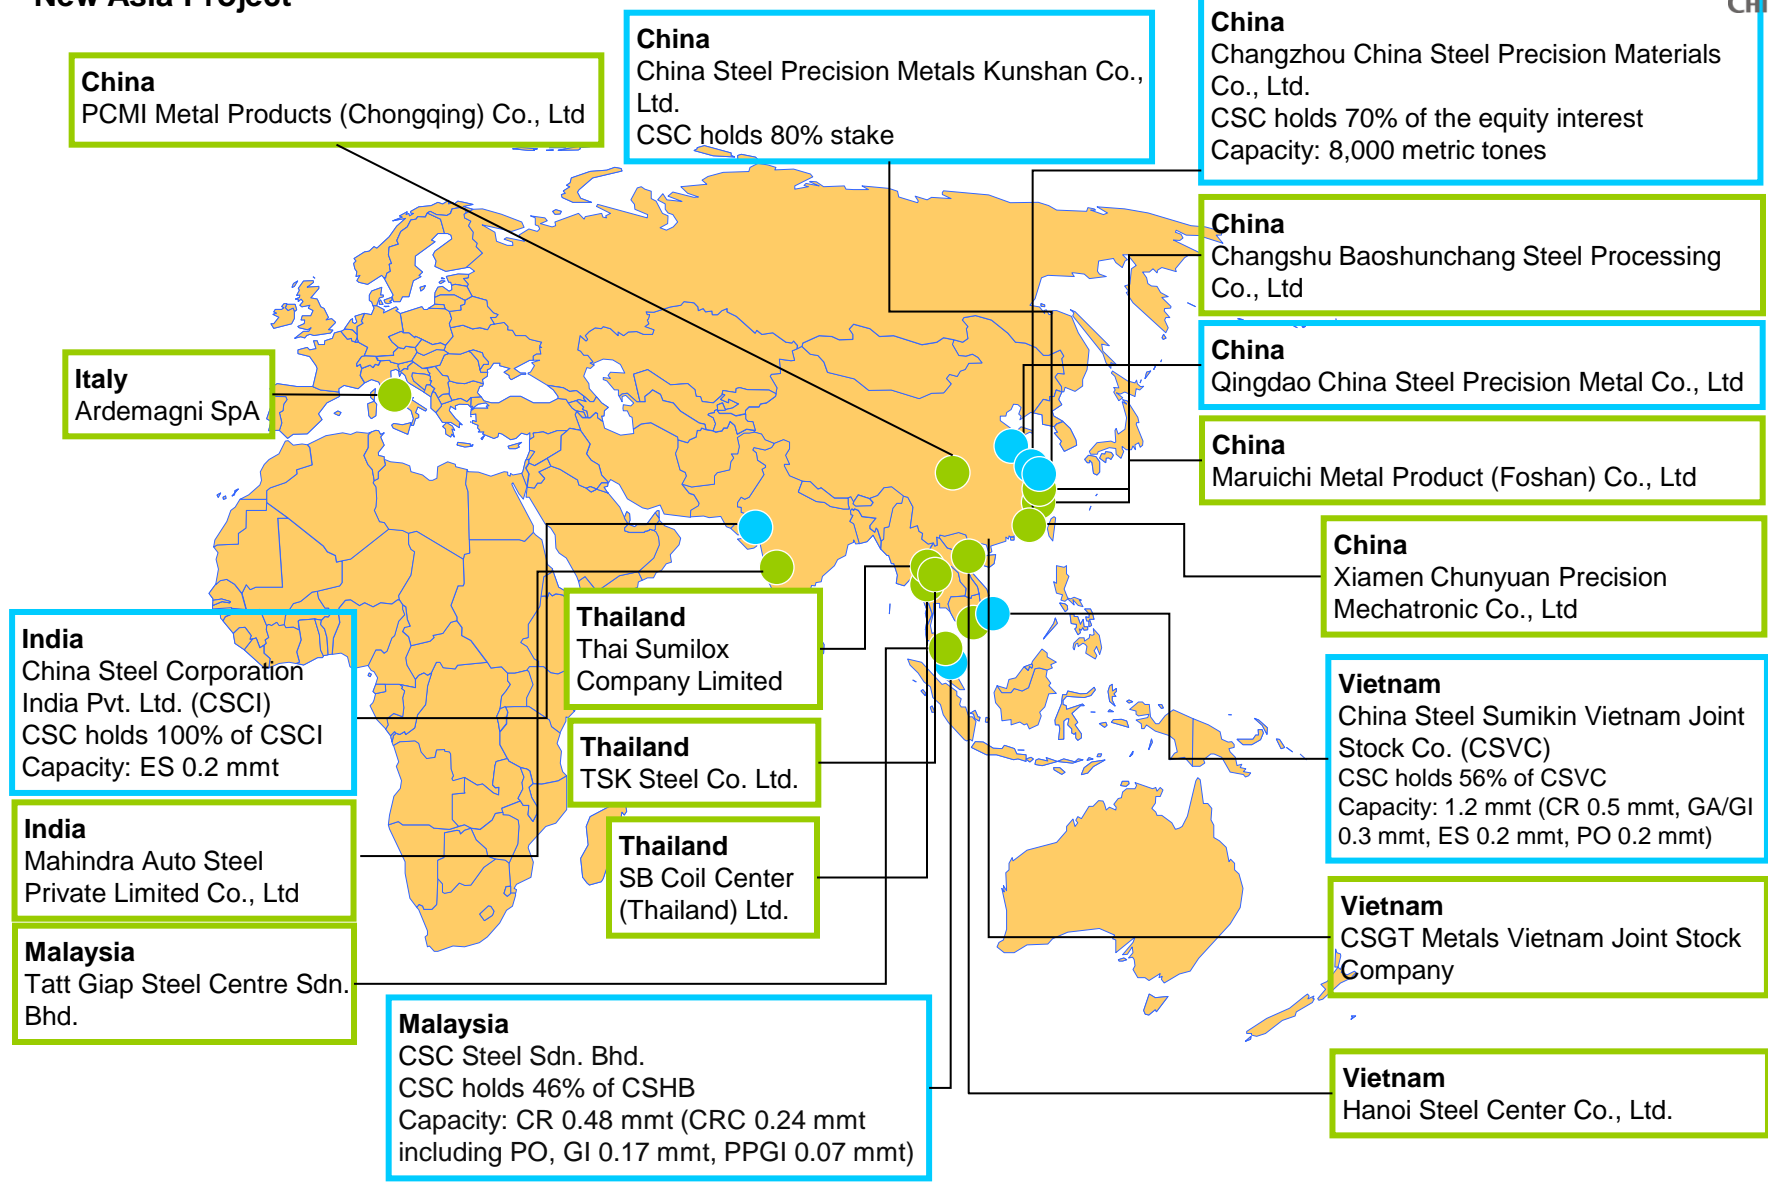 New Asia Project
China
PCMI Metal Products (Chongqing) Co., Ltd
China
China Steel Precision Metals Kunshan Co.,
Ltd.
CSC holds 80% stake
China
Changzhou China Steel Precision Materials
Co., Ltd.
CSC holds 70% of the equity interest
Capacity: 8,000 metric tones
China
Changshu Baoshunchang Steel Processing
Co., Ltd
China
Qingdao China Steel Precision Metal Co., Ltd
China
Maruichi Metal Product (Foshan) Co., Ltd
China
Xiamen Chunyuan Precision
Mechatronic Co., Ltd
Italy
Ardemagni SpA
India
China Steel Corporation
India Pvt. Ltd. (CSCI)
CSC holds 100% of CSCI
Capacity: ES 0.2 mmt
India
Mahindra Auto Steel
Private Limited Co., Ltd
Malaysia
Tatt Giap Steel Centre Sdn.
Bhd.
Thailand
Thai Sumilox
Company Limited
Thailand
TSK Steel Co. Ltd.
Thailand
SB Coil Center
(Thailand) Ltd.
Malaysia
CSC Steel Sdn. Bhd.
CSC holds 46% of CSHB
Capacity: CR 0.48 mmt (CRC 0.24 mmt
including PO, GI 0.17 mmt, PPGI 0.07 mmt)
Vietnam
China Steel Sumikin Vietnam Joint
Stock Co. (CSVC)
CSC holds 56% of CSVC
Capacity: 1.2 mmt (CR 0.5 mmt, GA/GI
0.3 mmt, ES 0.2 mmt, PO 0.2 mmt)
Vietnam
CSGT Metals Vietnam Joint Stock
Company
Vietnam
Hanoi Steel Center Co., Ltd.